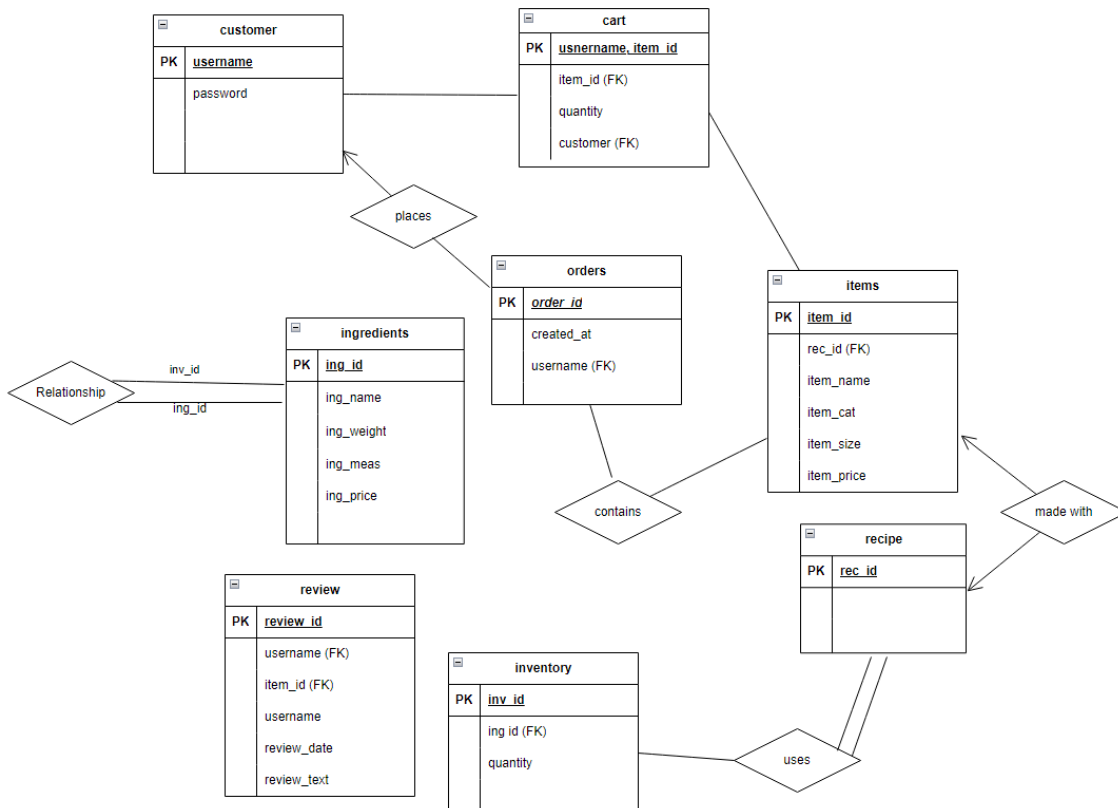 customer
PK username
password
cart
PK usnername, item_id
item_id (FK)
quantity
customer (FK)
places
orders
PK order_id
created_at
username (FK)
items
PK item_id
rec_id (FK)
item_name
item_cat
item_size
item_price
ingredients
PK ing_id
ing_name
ing_weight
ing_meas
ing_price
Relationship
inv_id
ing_id
contains
made with
recipe
PK rec_id
review
PK review_id
username (FK)
item_id (FK)
username
review_date
review_text
inventory
PK inv_id
ing id (FK)
quantity
uses